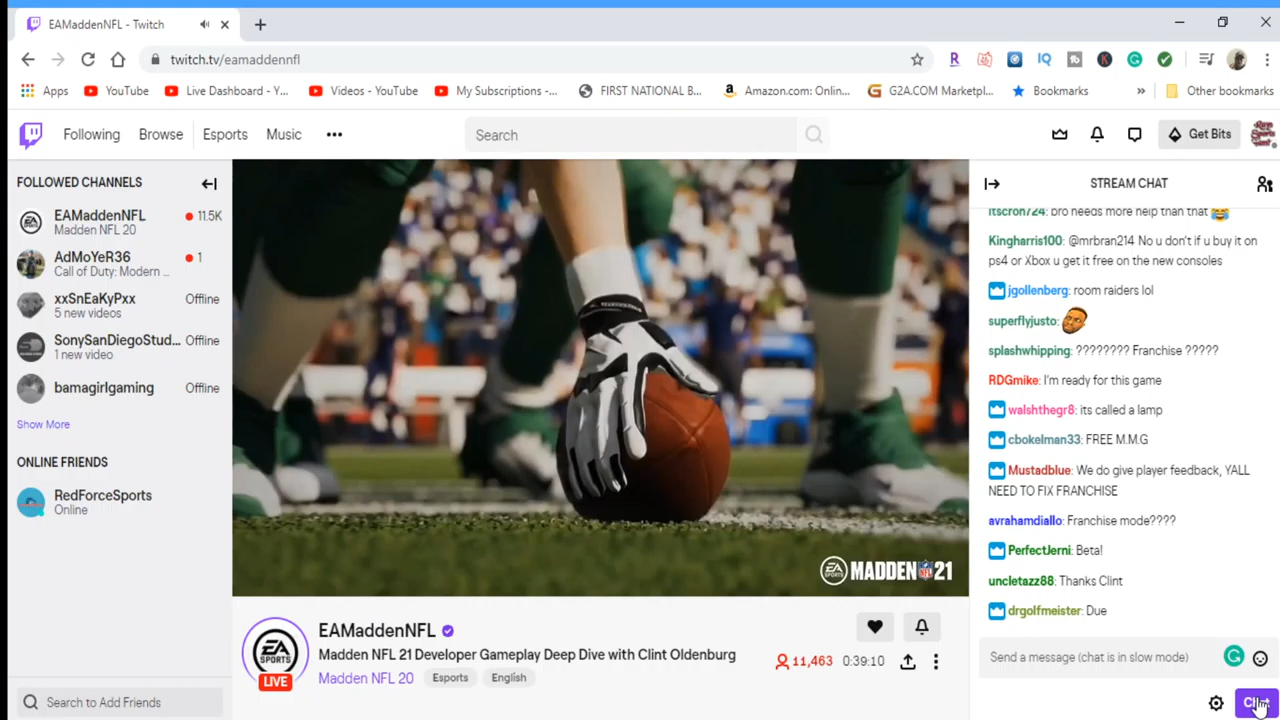 EAMaddenNFL - Twitch
twitch.tv/eamaddennfl
Apps YouTube Live Dashboard - Y... Videos - YouTube My Subscriptions -... FIRST NATIONAL B... Amazon.com: Onlin... G2A.COM Marketpl... Bookmarks » Other bookmarks
Following Browse Esports Music Search Get Bits
FOLLOWED CHANNELS
EAMaddenNFL 11.5K
Madden NFL 20
AdMoYeR36 1
Call of Duty: Modern ...
xxSnEaKyPxx Offline
5 new videos
SonySanDiegoStud... Offline
1 new video
bamagirlgaming Offline
Show More
ONLINE FRIENDS
RedForceSports
Online
Search to Add Friends
EA SPORTS MADDEN NFL 21
EA SPORTS
LIVE
EAMaddenNFL
Madden NFL 21 Developer Gameplay Deep Dive with Clint Oldenburg
Madden NFL 20 Esports English
11,463 0:39:10
STREAM CHAT
itscron724: bro needs more help than that
Kingharris100: @mrbran214 No u don't if u buy it on
ps4 or Xbox u get it free on the new consoles
jgollenberg: room raiders lol
superflyjusto:
splashwhipping: ???????? Franchise ?????
RDGmike: I'm ready for this game
walshthegr8: its called a lamp
cbokelman33: FREE M.M.G
Mustadblue: We do give player feedback, YALL
NEED TO FIX FRANCHISE
avrahamdiallo: Franchise mode????
PerfectJerni: Beta!
uncletazz88: Thanks Clint
drgolfmeister: Due
Send a message (chat is in slow mode)